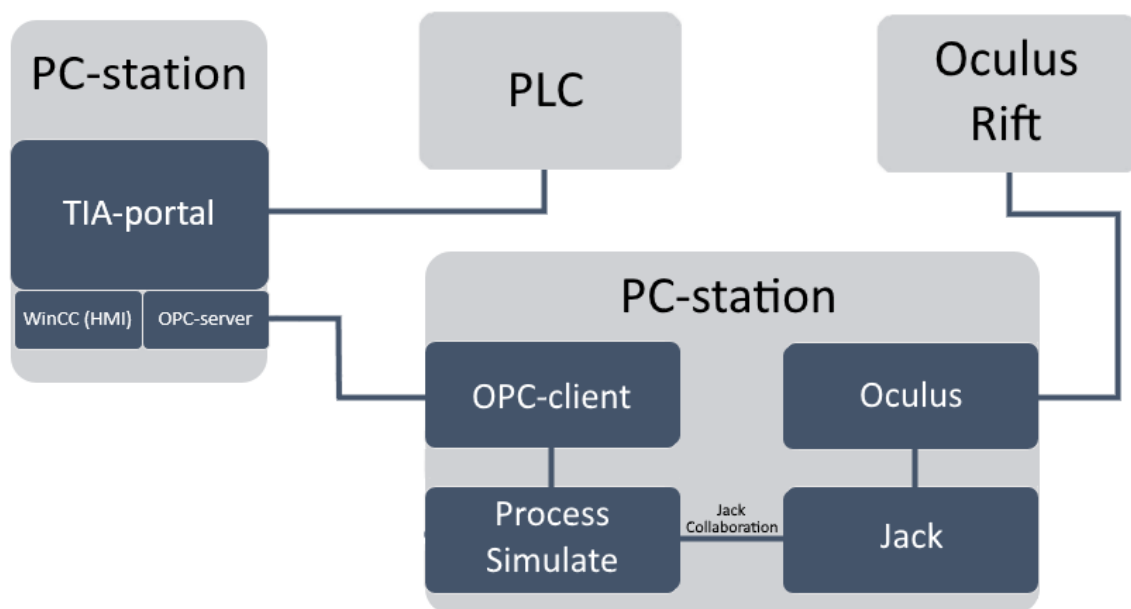 PC-station
TIA-portal
WinCC (HMI)
OPC-server
PLC
Oculus
Rift
PC-station
OPC-client
Oculus
Process
Simulate
Jack
Collaboration
Jack